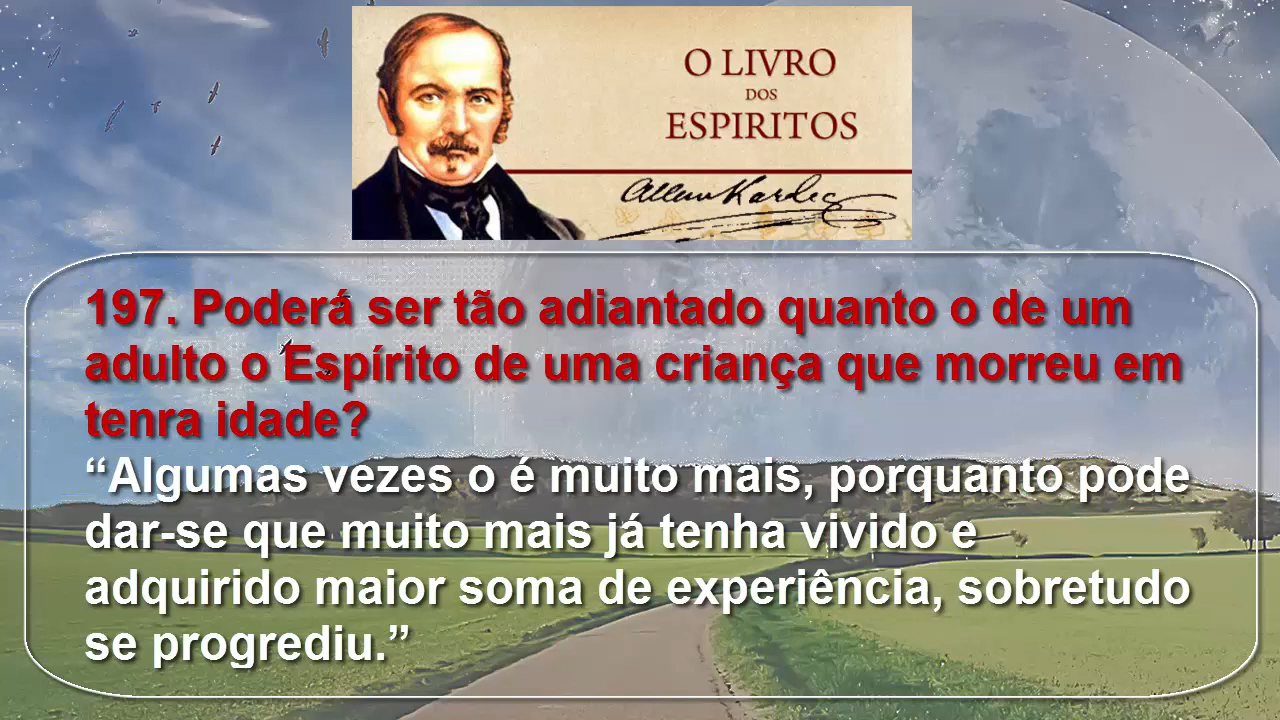 O LIVRO
DOS
ESPIRITOS
Allan Kardec
197. Poderá ser tão adiantado quanto o de um
adulto o Espírito de uma criança que morreu em
tenra idade?
“Algumas vezes o é muito mais, porquanto pode
dar-se que muito mais já tenha vivido e
adquirido maior soma de experiência, sobretudo
se progrediu.”